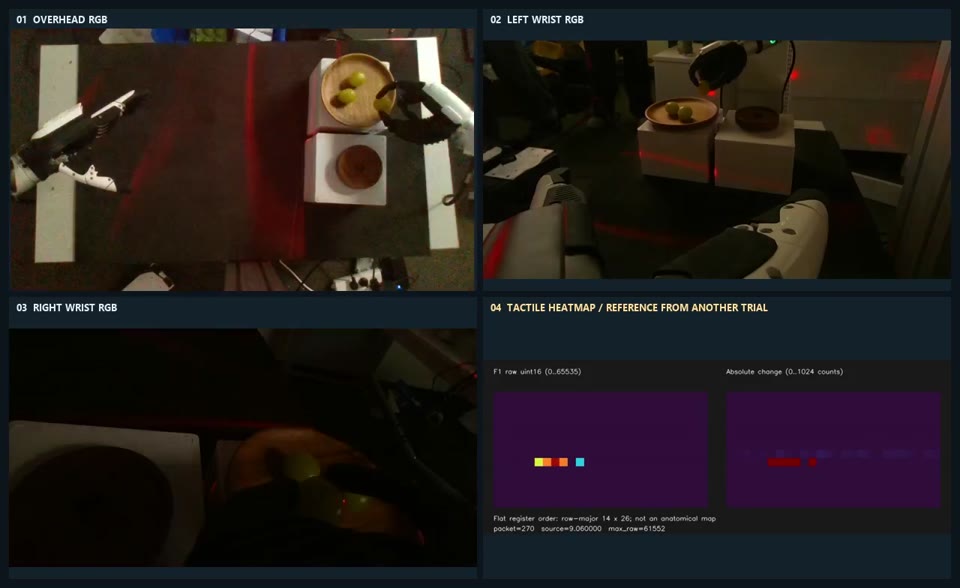 01 OVERHEAD RGB
02 LEFT WRIST RGB
03 RIGHT WRIST RGB
04 TACTILE HEATMAP / REFERENCE FROM ANOTHER TRIAL
F1 raw uint16 (0..65535)
Absolute change (0..1024 counts)
Flat register order: row-major 14 x 26; not an anatomical map
packet=270 source=9.060000 max_raw=61552